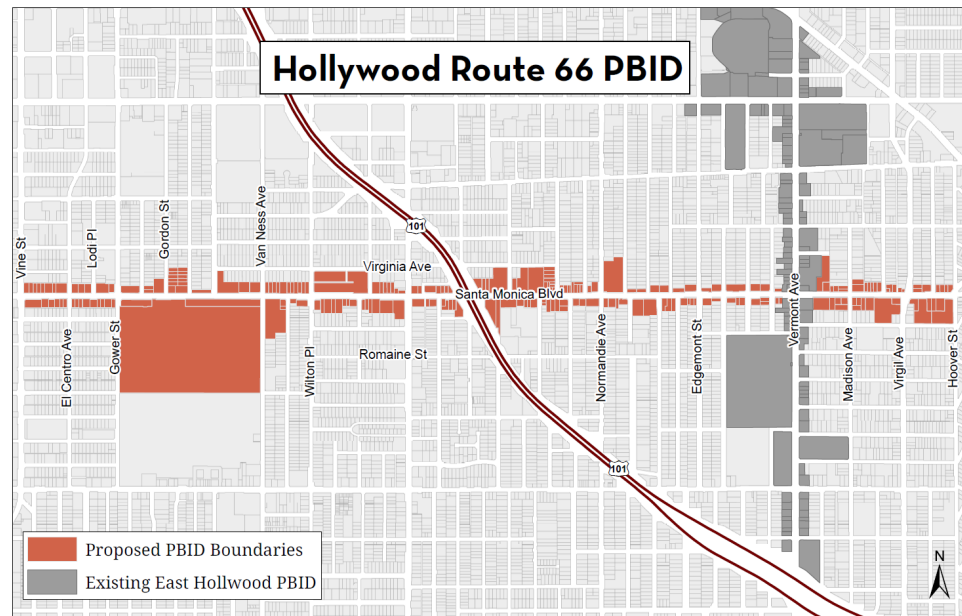 Hollywood Route 66 PBID
101
Vine St
Lodi Pl
Gordon St
Van Ness Ave
Virginia Ave
Santa Monica Blvd
Vermont Ave
El Centro Ave
Gower St
Wilton Pl
Romaine St
Normandie Ave
Edgemont St
Madison Ave
Virgil Ave
Hoover St
101
Proposed PBID Boundaries
Existing East Hollwood PBID
N